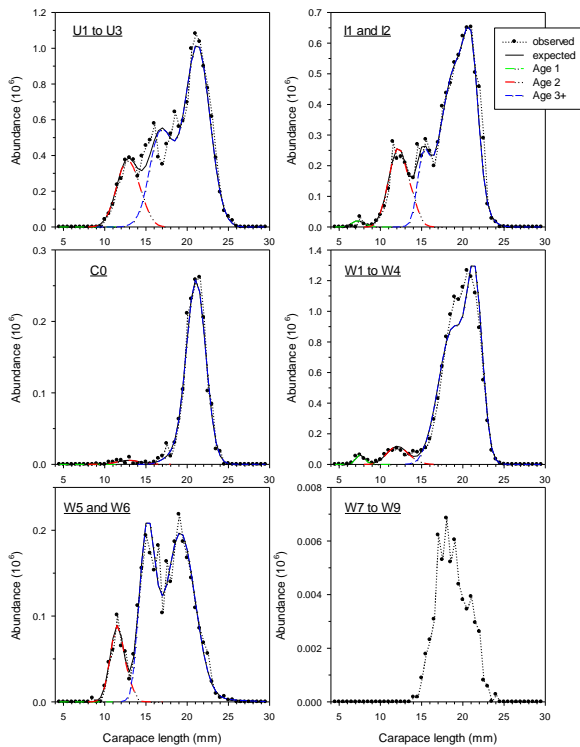 U1 to U3
Abundance (10⁶)
1.2
1.0
0.8
0.6
0.4
0.2
0.0
5 10 15 20 25 30
I1 and I2
Abundance (10⁶)
0.7
0.6
0.5
0.4
0.3
0.2
0.1
0.0
5 10 15 20 25 30
observed
expected
Age 1
Age 2
Age 3+
C0
Abundance (10⁶)
0.3
0.2
0.1
0.0
5 10 15 20 25 30
W1 to W4
Abundance (10⁶)
1.4
1.2
1.0
0.8
0.6
0.4
0.2
0.0
5 10 15 20 25 30
W5 and W6
Abundance (10⁶)
0.2
0.1
0.0
5 10 15 20 25 30
Carapace length (mm)
W7 to W9
Abundance (10⁶)
0.008
0.006
0.004
0.002
0.000
5 10 15 20 25 30
Carapace length (mm)